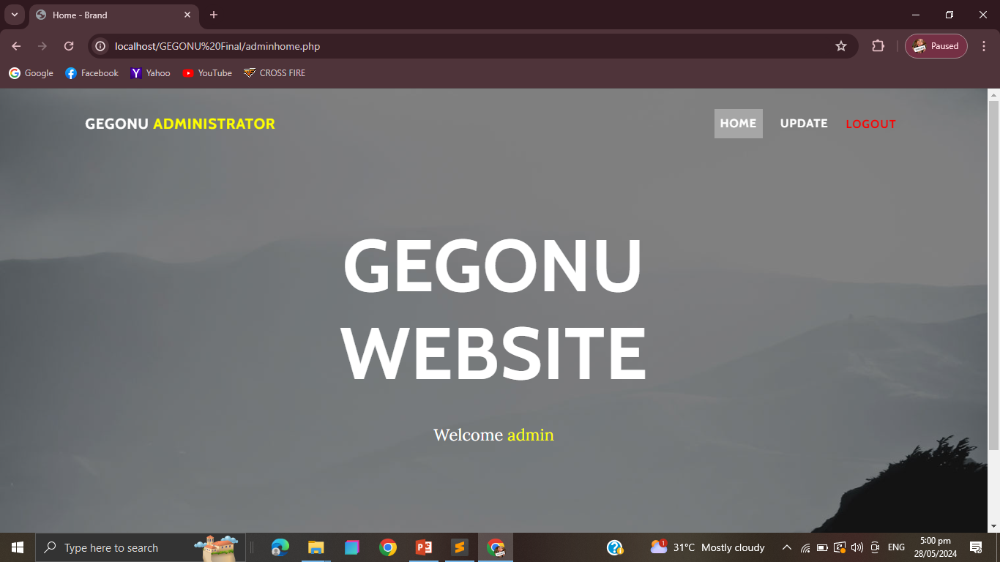 Home - Brand
localhost/GEGONU%20Final/adminhome.php
Paused
Google Facebook Yahoo YouTube CROSS FIRE
GEGONU ADMINISTRATOR HOME UPDATE LOGOUT
GEGONU
WEBSITE
Welcome admin
Type here to search
1
31°C Mostly cloudy
ENG
5:00 pm
28/05/2024